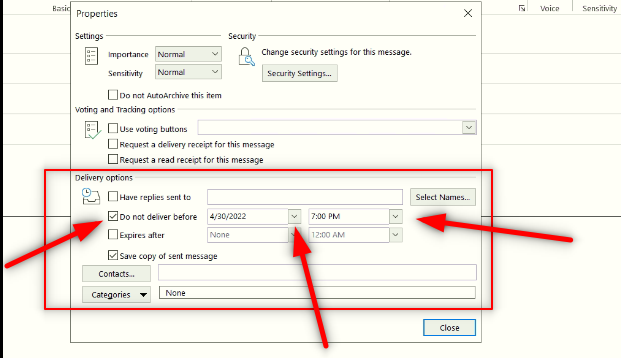 Basic
Voice
Sensitivity
Properties
Settings
Security
Importance Normal
Change security settings for this message.
Sensitivity Normal
Security Settings...
Do not AutoArchive this item
Voting and Tracking options
Use voting buttons
Request a delivery receipt for this message
Request a read receipt for this message
Delivery options
Have replies sent to
Select Names...
Do not deliver before 4/30/2022 7:00 PM
Expires after None 12:00 AM
Save copy of sent message
Contacts...
Categories None
Close